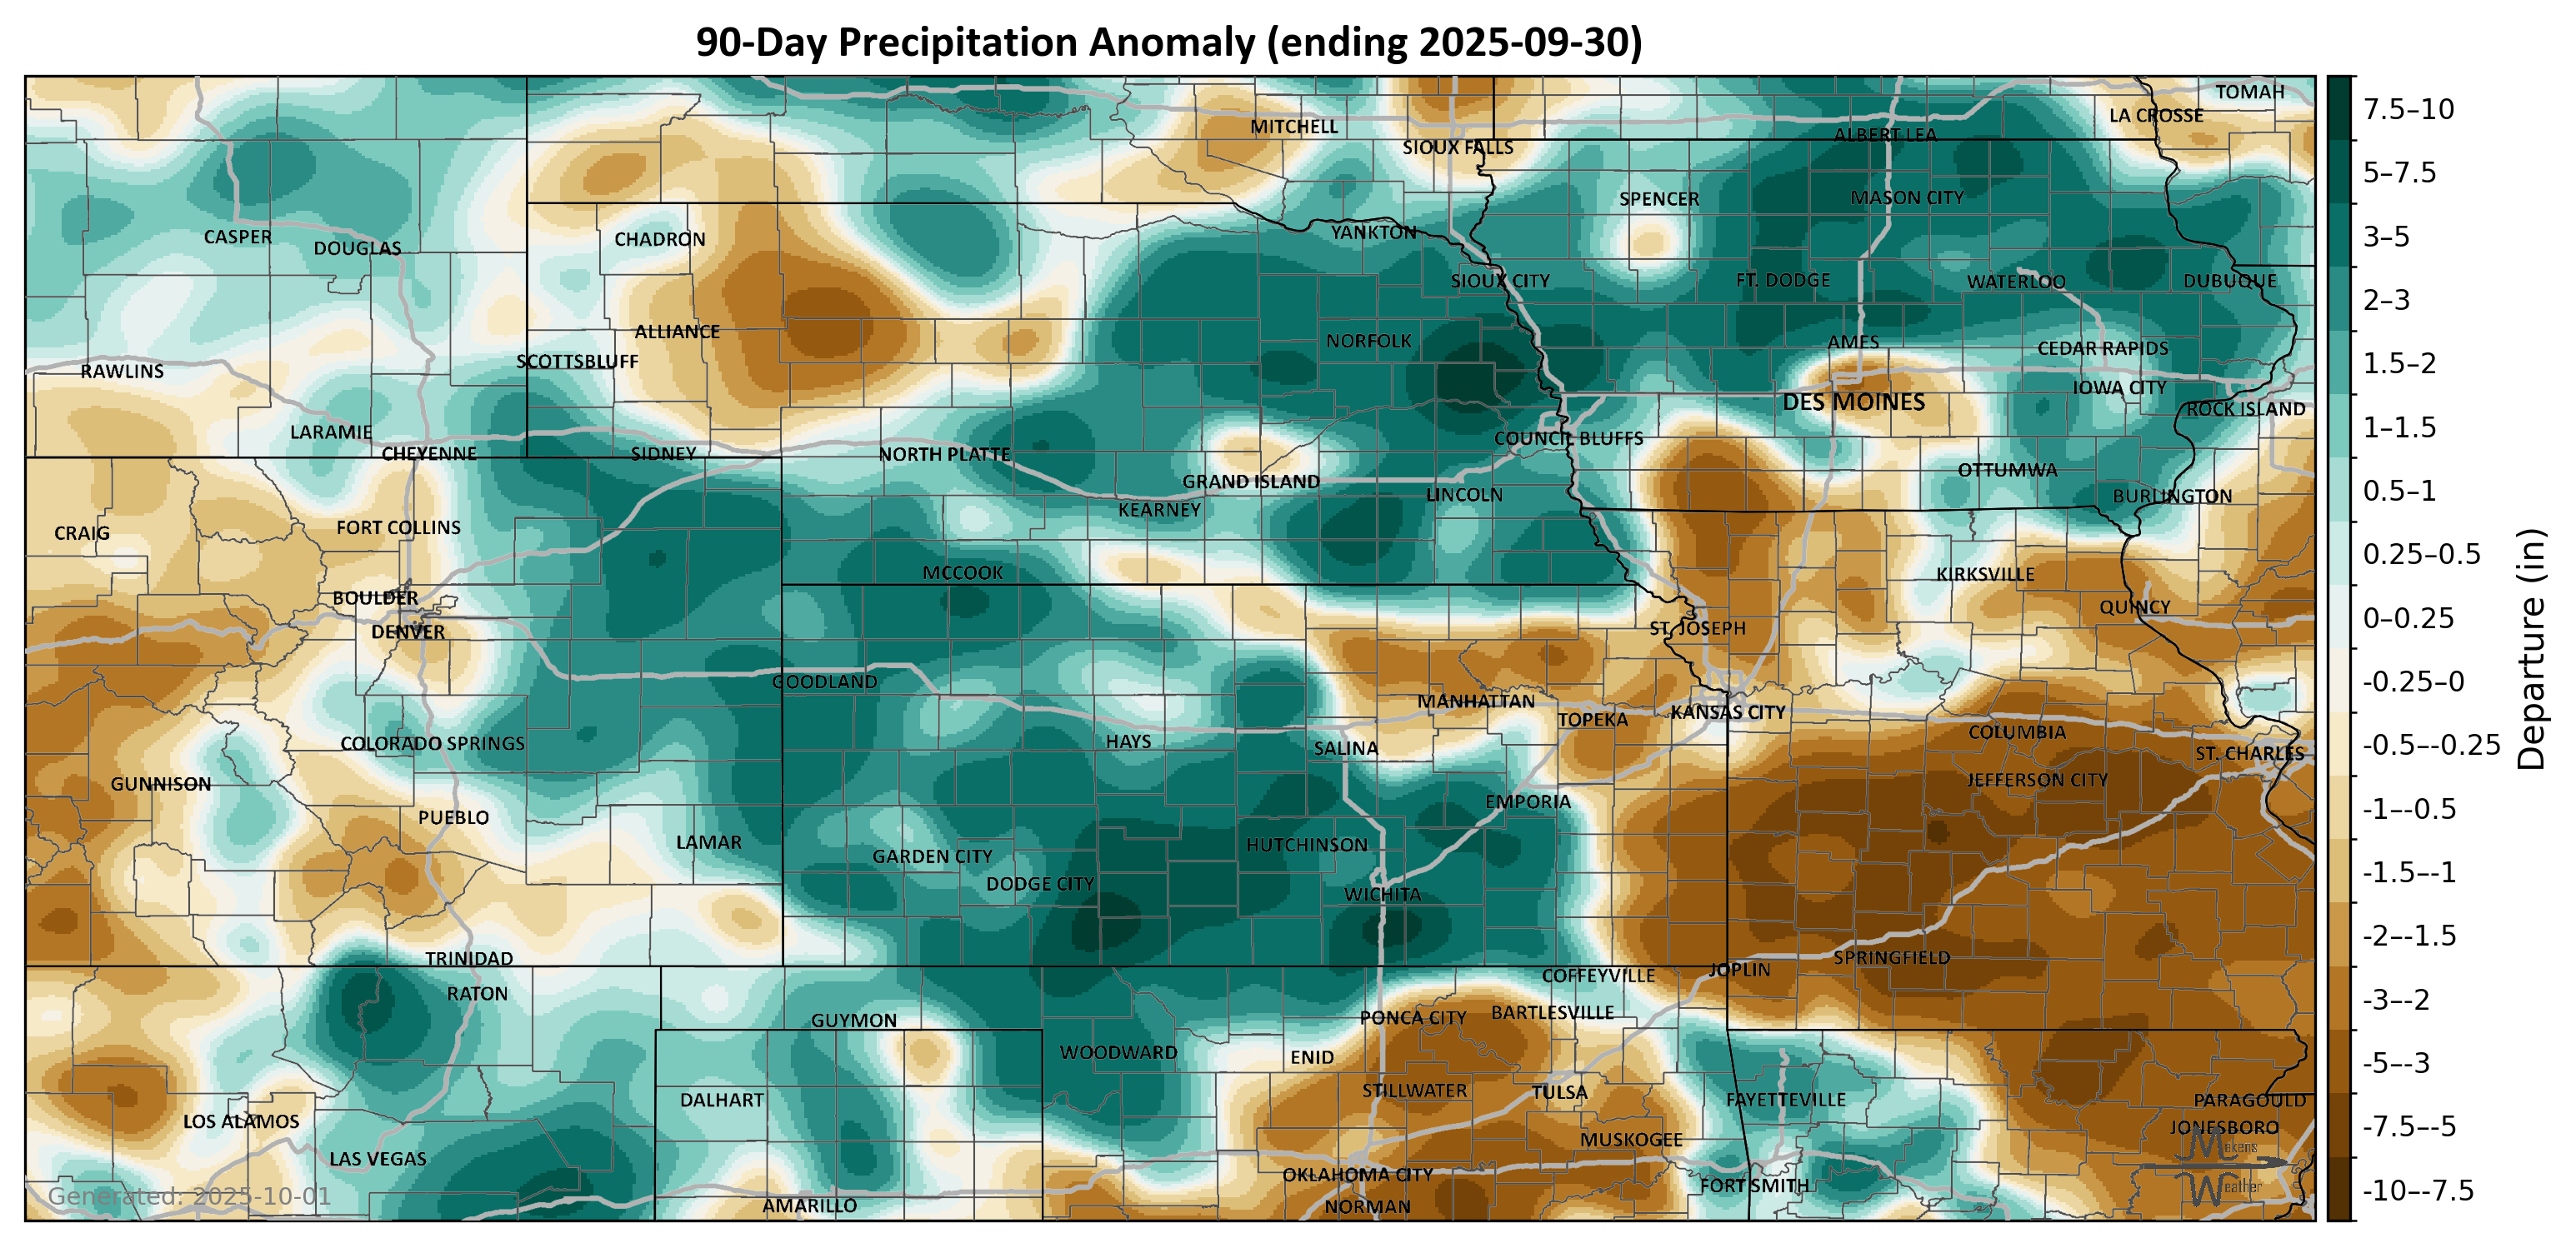 90-Day Precipitation Anomaly (ending 2025-09-30)
TOMAH
LA CROSSE
MITCHELL
ALBERT LEA
SIOUX FALLS
SPENCER
MASON CITY
CASPER
DOUGLAS
CHADRON
YANKTON
SIOUX CITY
FT. DODGE
WATERLOO
DUBUQUE
ALLIANCE
NORFOLK
AMES
CEDAR RAPIDS
SCOTTSBLUFF
RAWLINS
IOWA CITY
DES MOINES
ROCK ISLAND
LARAMIE
COUNCIL BLUFFS
CHEYENNE
SIDNEY
NORTH PLATTE
OTTUMWA
GRAND ISLAND
LINCOLN
BURLINGTON
KEARNEY
CRAIG
FORT COLLINS
MCCOOK
KIRKSVILLE
BOULDER
QUINCY
DENVER
ST. JOSEPH
GOODLAND
MANHATTAN
KANSAS CITY
TOPEKA
COLUMBIA
COLORADO SPRINGS
HAYS
SALINA
ST. CHARLES
GUNNISON
JEFFERSON CITY
EMPORIA
PUEBLO
LAMAR
HUTCHINSON
GARDEN CITY
DODGE CITY
WICHITA
TRINIDAD
SPRINGFIELD
JOPLIN
COFFEYVILLE
RATON
GUYMON
PONCA CITY
BARTLESVILLE
WOODWARD
ENID
STILLWATER
TULSA
DALHART
FAYETTEVILLE
PARAGOULD
LOS ALAMOS
JONESBORO
MUSKOGEE
LAS VEGAS
OKLAHOMA CITY
FORT SMITH
AMARILLO
NORMAN
Generated: 2025-10-01
Makens
Weather
7.5–10
5–7.5
3–5
2–3
1.5–2
1–1.5
0.5–1
0.25–0.5
0–0.25
-0.25–0
-0.5–-0.25
-1–-0.5
-1.5–-1
-2–-1.5
-3–-2
-5–-3
-7.5–-5
-10–-7.5
Departure (in)